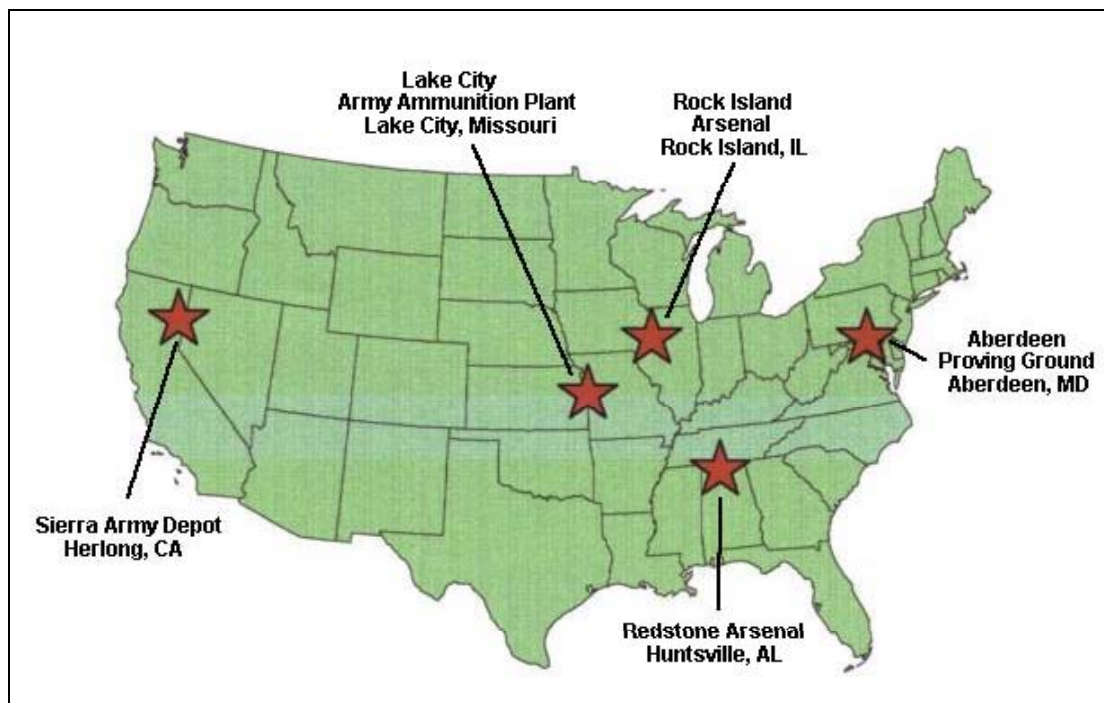 Lake City
Army Ammunition Plant
Lake City, Missouri
Rock Island
Arsenal
Rock Island, IL
Aberdeen
Proving Ground
Aberdeen, MD
Sierra Army Depot
Herlong, CA
Redstone Arsenal
Huntsville, AL